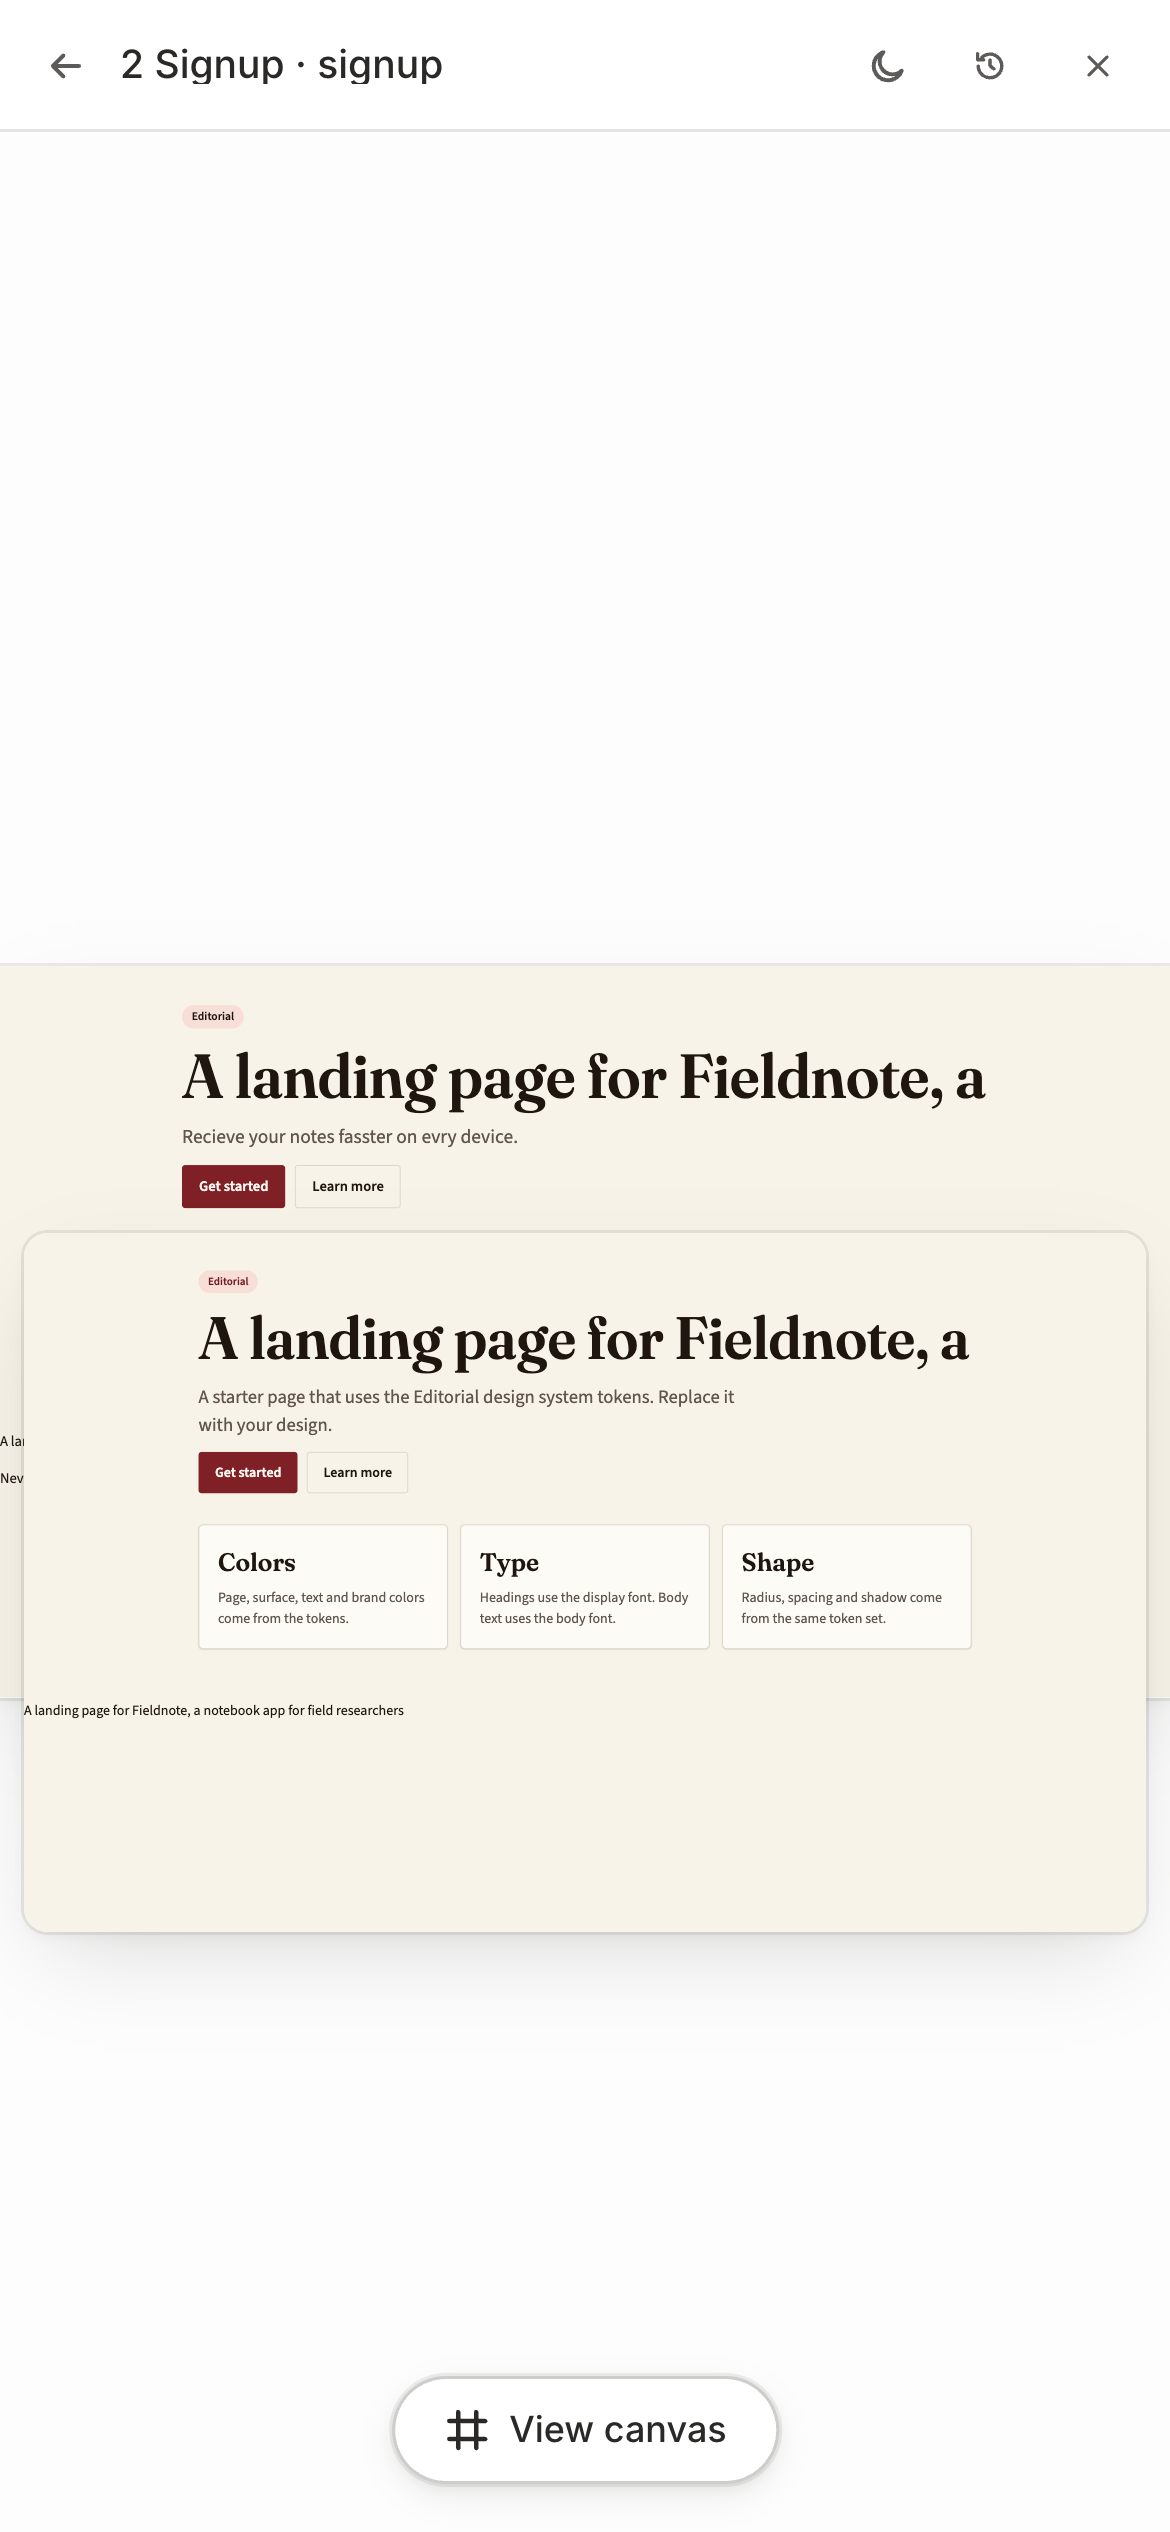 2 Signup · signup
Editorial
A landing page for Fieldnote, a
Recieve your notes fasster on evry device.
Get started
Learn more
Editorial
A landing page for Fieldnote, a
A starter page that uses the Editorial design system tokens. Replace it
with your design.
A la
Nev
Get started
Learn more
Colors
Page, surface, text and brand colors
come from the tokens.
Type
Headings use the display font. Body
text uses the body font.
Shape
Radius, spacing and shadow come
from the same token set.
A landing page for Fieldnote, a notebook app for field researchers
View canvas